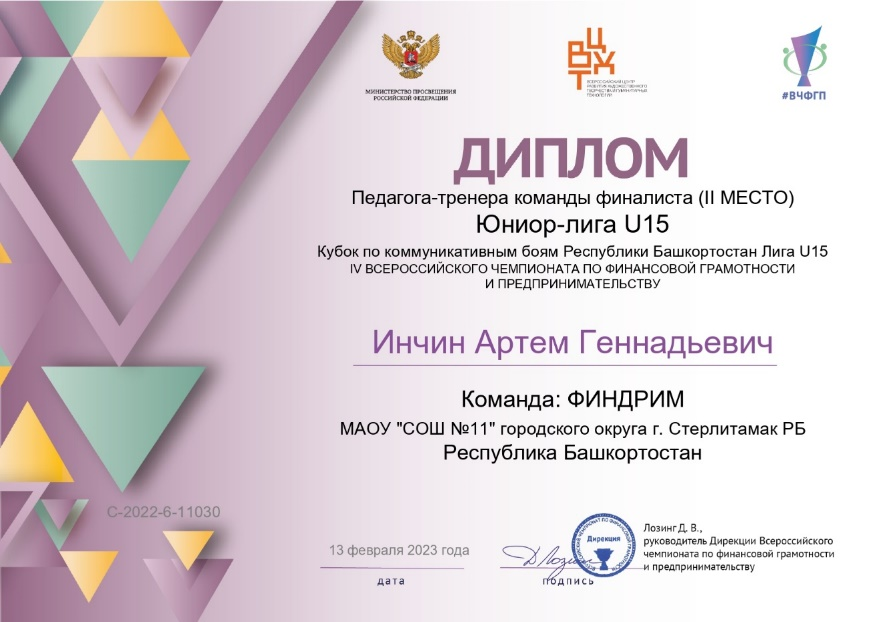 МИНИСТЕРСТВО ПРОСВЕЩЕНИЯ
РОССИЙСКОЙ ФЕДЕРАЦИИ
ВЦХТ
ВСЕРОССИЙСКИЙ ЦЕНТР
РАЗВИТИЯ ХУДОЖЕСТВЕННОГО
ТВОРЧЕСТВА И ГУМАНИТАРНЫХ
ТЕХНОЛОГИЙ
#ВЧФГП
ДИПЛОМ
Педагога-тренера команды финалиста (II МЕСТО)
Юниор-лига U15
Кубок по коммуникативным боям Республики Башкортостан Лига U15
IV ВСЕРОССИЙСКОГО ЧЕМПИОНАТА ПО ФИНАНСОВОЙ ГРАМОТНОСТИ
И ПРЕДПРИНИМАТЕЛЬСТВУ
Инчин Артем Геннадьевич
Команда: ФИНДРИМ
МАОУ "СОШ №11" городского округа г. Стерлитамак РБ
Республика Башкортостан
С-2022-6-11030
13 февраля 2023 года
дата
подпись
Дирекция
Лозинг Д. В.,
руководитель Дирекции Всероссийского
чемпионата по финансовой грамотности
и предпринимательству